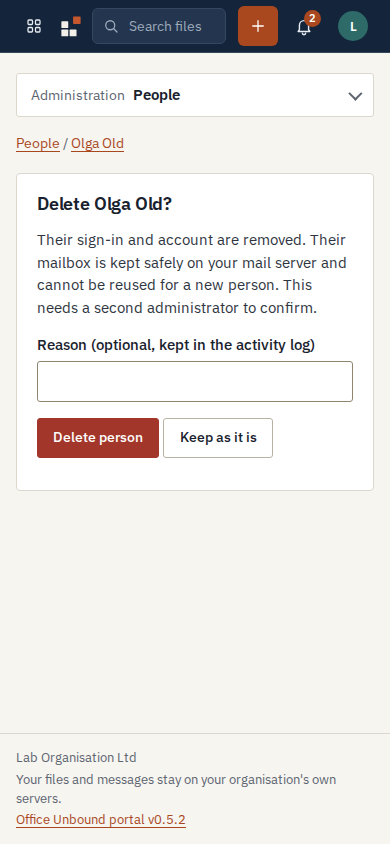 Search files
2
L
Administration People
People / Olga Old
Delete Olga Old?
Their sign-in and account are removed. Their
mailbox is kept safely on your mail server and
cannot be reused for a new person. This
needs a second administrator to confirm.
Reason (optional, kept in the activity log)
Delete person
Keep as it is
Lab Organisation Ltd
Your files and messages stay on your organisation's own
servers.
Office Unbound portal v0.5.2